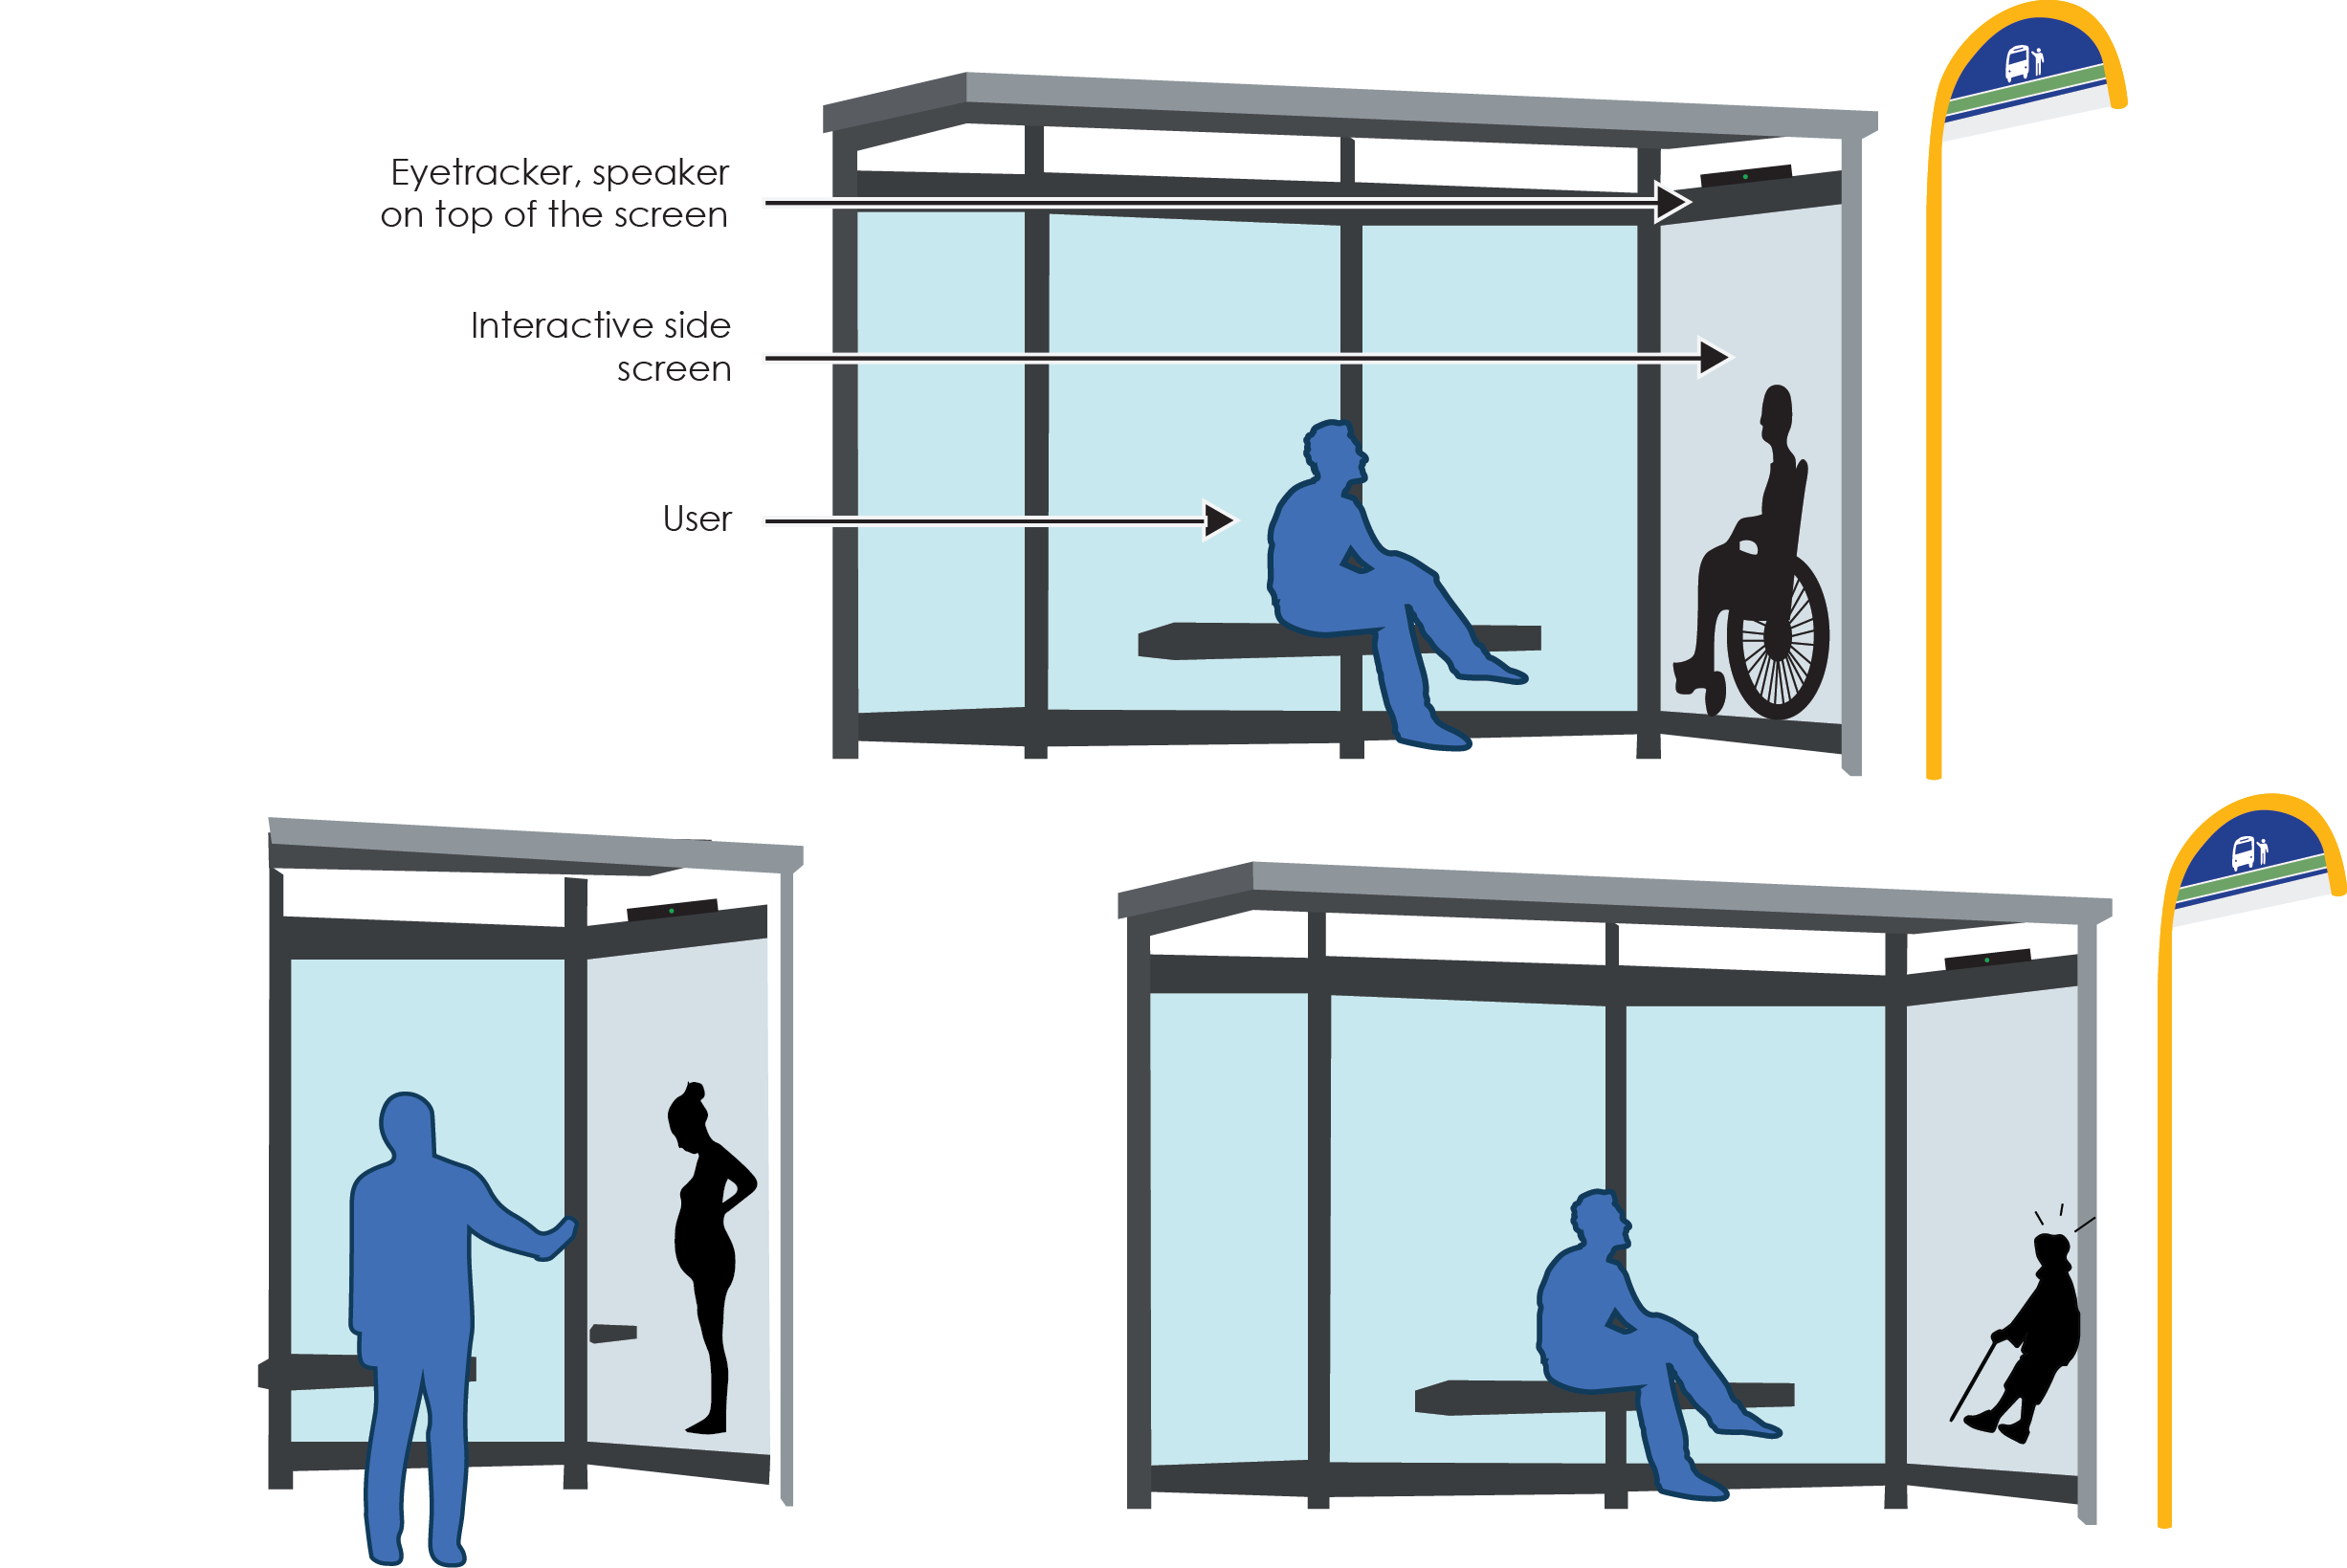 Eyetracker, speaker
on top of the screen
Interactive side
screen
User